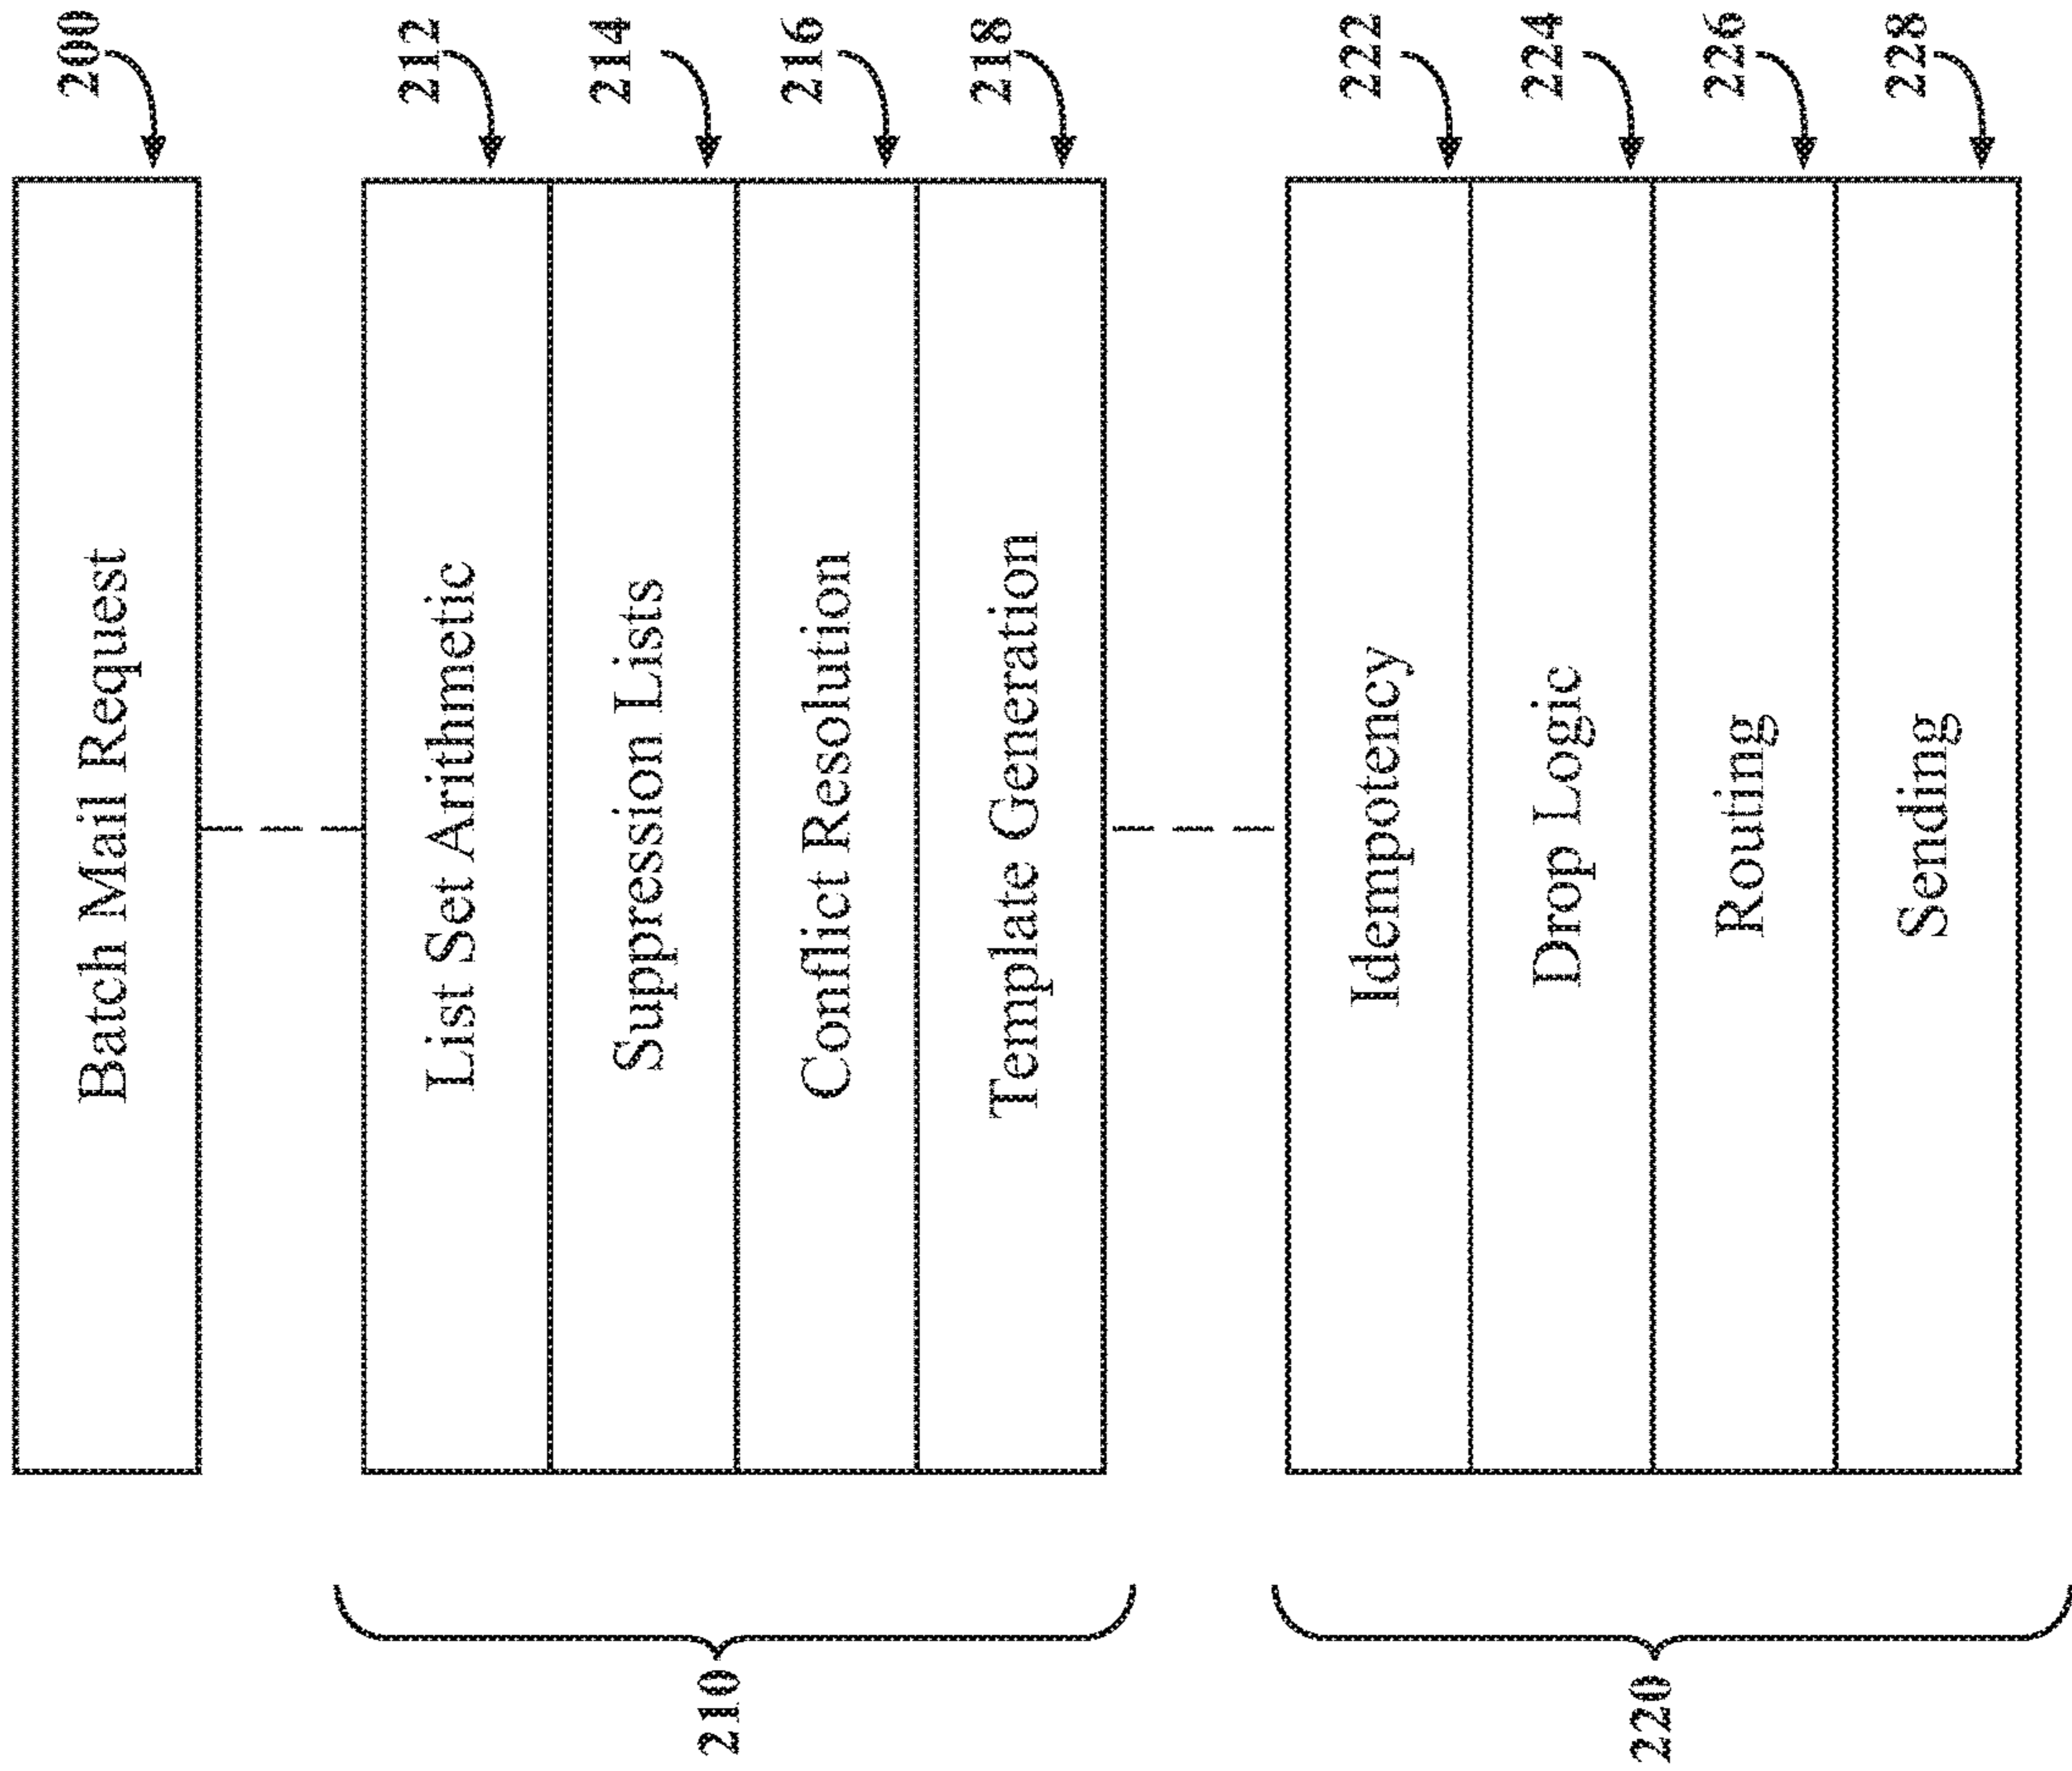 Batch Mail Request
200
210
List Set Arithmetic
212
Suppression Lists
214
Conflict Resolution
216
Template Generation
218
220
Idempotency
222
Drop Logic
224
Routing
226
Sending
228